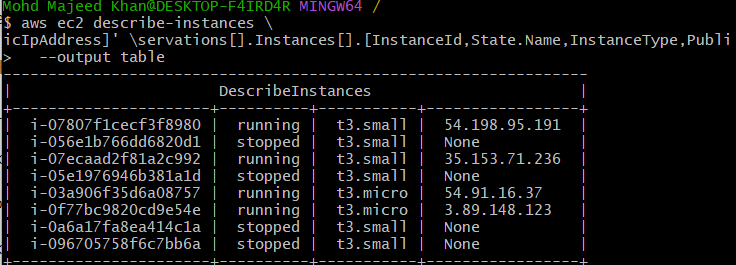 Mohd Majeed Khan@DESKTOP-F4IRD4R MINGW64 /
$ aws ec2 describe-instances \
icIpAddress]' \servations[].Instances[].[InstanceId,State.Name,InstanceType,Publi
>   --output table
---------------------------------------------------------------
|                      DescribeInstances                      |
+----------------------+----------+-----------+----------------+
|  i-07807f1cecf3f8980 |  running |  t3.small |  54.198.95.191 |
|  i-056e1b766dd6820d1 |  stopped |  t3.small |  None          |
|  i-07ecaad2f81a2c992 |  running |  t3.small |  35.153.71.236 |
|  i-05e1976946b381a1d |  stopped |  t3.small |  None          |
|  i-03a906f35d6a08757 |  running |  t3.micro |  54.91.16.37   |
|  i-0f77bc9820cd9e54e |  running |  t3.micro |  3.89.148.123  |
|  i-0a6a17fa8ea414c1a |  stopped |  t3.small |  None          |
|  i-096705758f6c7bb6a |  stopped |  t3.small |  None          |
+----------------------+----------+-----------+----------------+